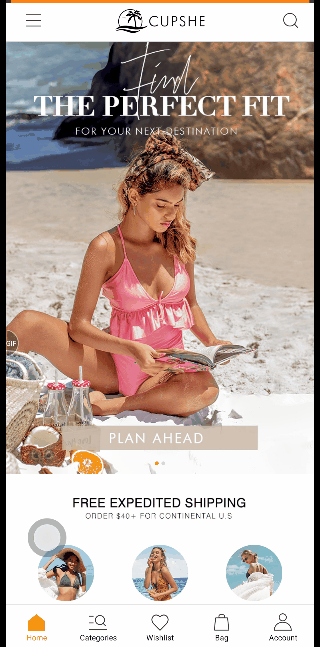 CUPSHE
Find
THE PERFECT FIT
FOR YOUR NEXT DESTINATION
GIF
PLAN AHEAD
FREE EXPEDITED SHIPPING
ORDER $40+ FOR CONTINENTAL U.S
Home
Categories
Wishlist
Bag
Account